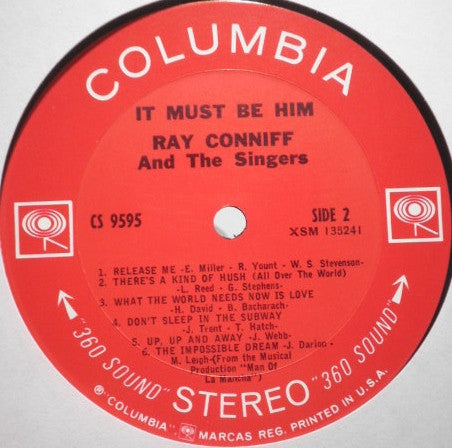 COLUMBIA
IT MUST BE HIM
RAY CONNIFF
And The Singers
CS 9595
SIDE 2
XSM 135241
1. RELEASE ME -E. Miller - R. Yount - W. S. Stevenson-
2. THERE'S A KIND OF HUSH (All Over The World)
-L. Reed - G. Stephens-
3. WHAT THE WORLD NEEDS NOW IS LOVE
-H. David - B. Bacharach-
4. DON'T SLEEP IN THE SUBWAY
-J. Trent - T. Hatch-
5. UP, UP AND AWAY -J. Webb-
6. THE IMPOSSIBLE DREAM -J. Darion-
M. Leigh-(From the Musical
Production "Man Of
La Mancha")
"360 SOUND" STEREO "360 SOUND"
℗ "COLUMBIA", MARCAS REG. PRINTED IN U.S.A.